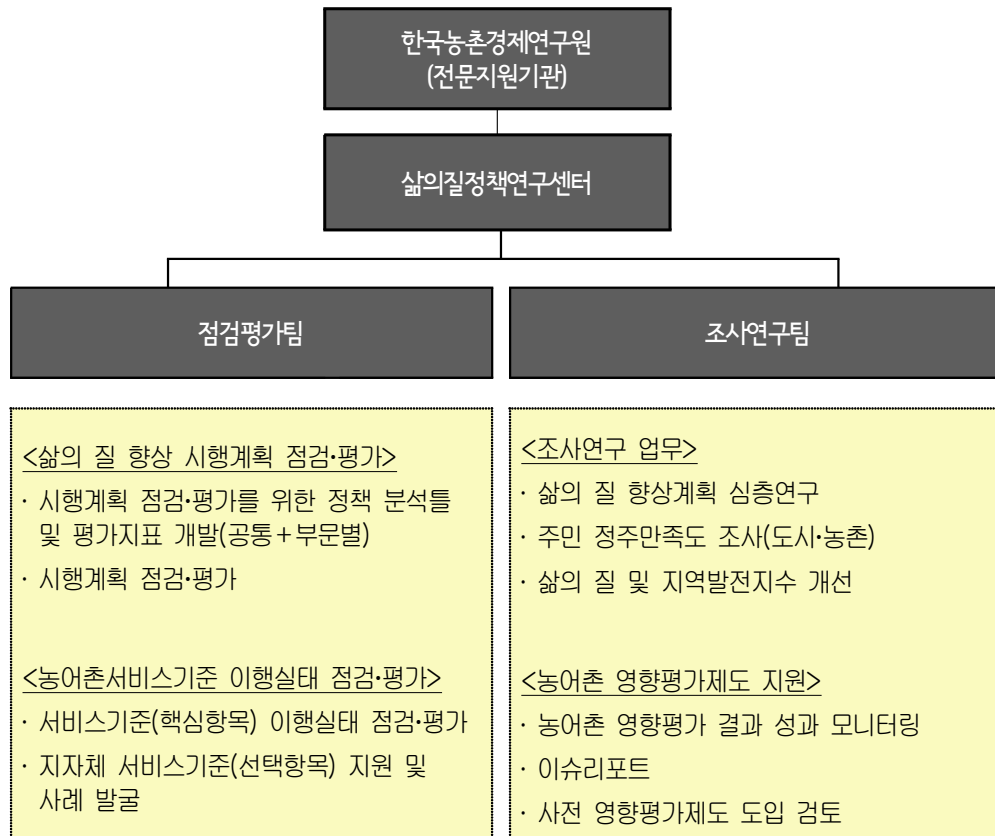 한국농촌경제연구원
(전문지원기관)
삶의질정책연구센터
점검평가팀
조사연구팀
<삶의 질 향상 시행계획 점검•평가>
· 시행계획 점검•평가를 위한 정책 분석틀
및 평가지표 개발(공통+부문별)
· 시행계획 점검•평가
<농어촌서비스기준 이행실태 점검•평가>
· 서비스기준(핵심항목) 이행실태 점검•평가
· 지자체 서비스기준(선택항목) 지원 및
사례 발굴
<조사연구 업무>
· 삶의 질 향상계획 심층연구
· 주민 정주만족도 조사(도시•농촌)
· 삶의 질 및 지역발전지수 개선
<농어촌 영향평가제도 지원>
· 농어촌 영향평가 결과 성과 모니터링
· 이슈리포트
· 사전 영향평가제도 도입 검토